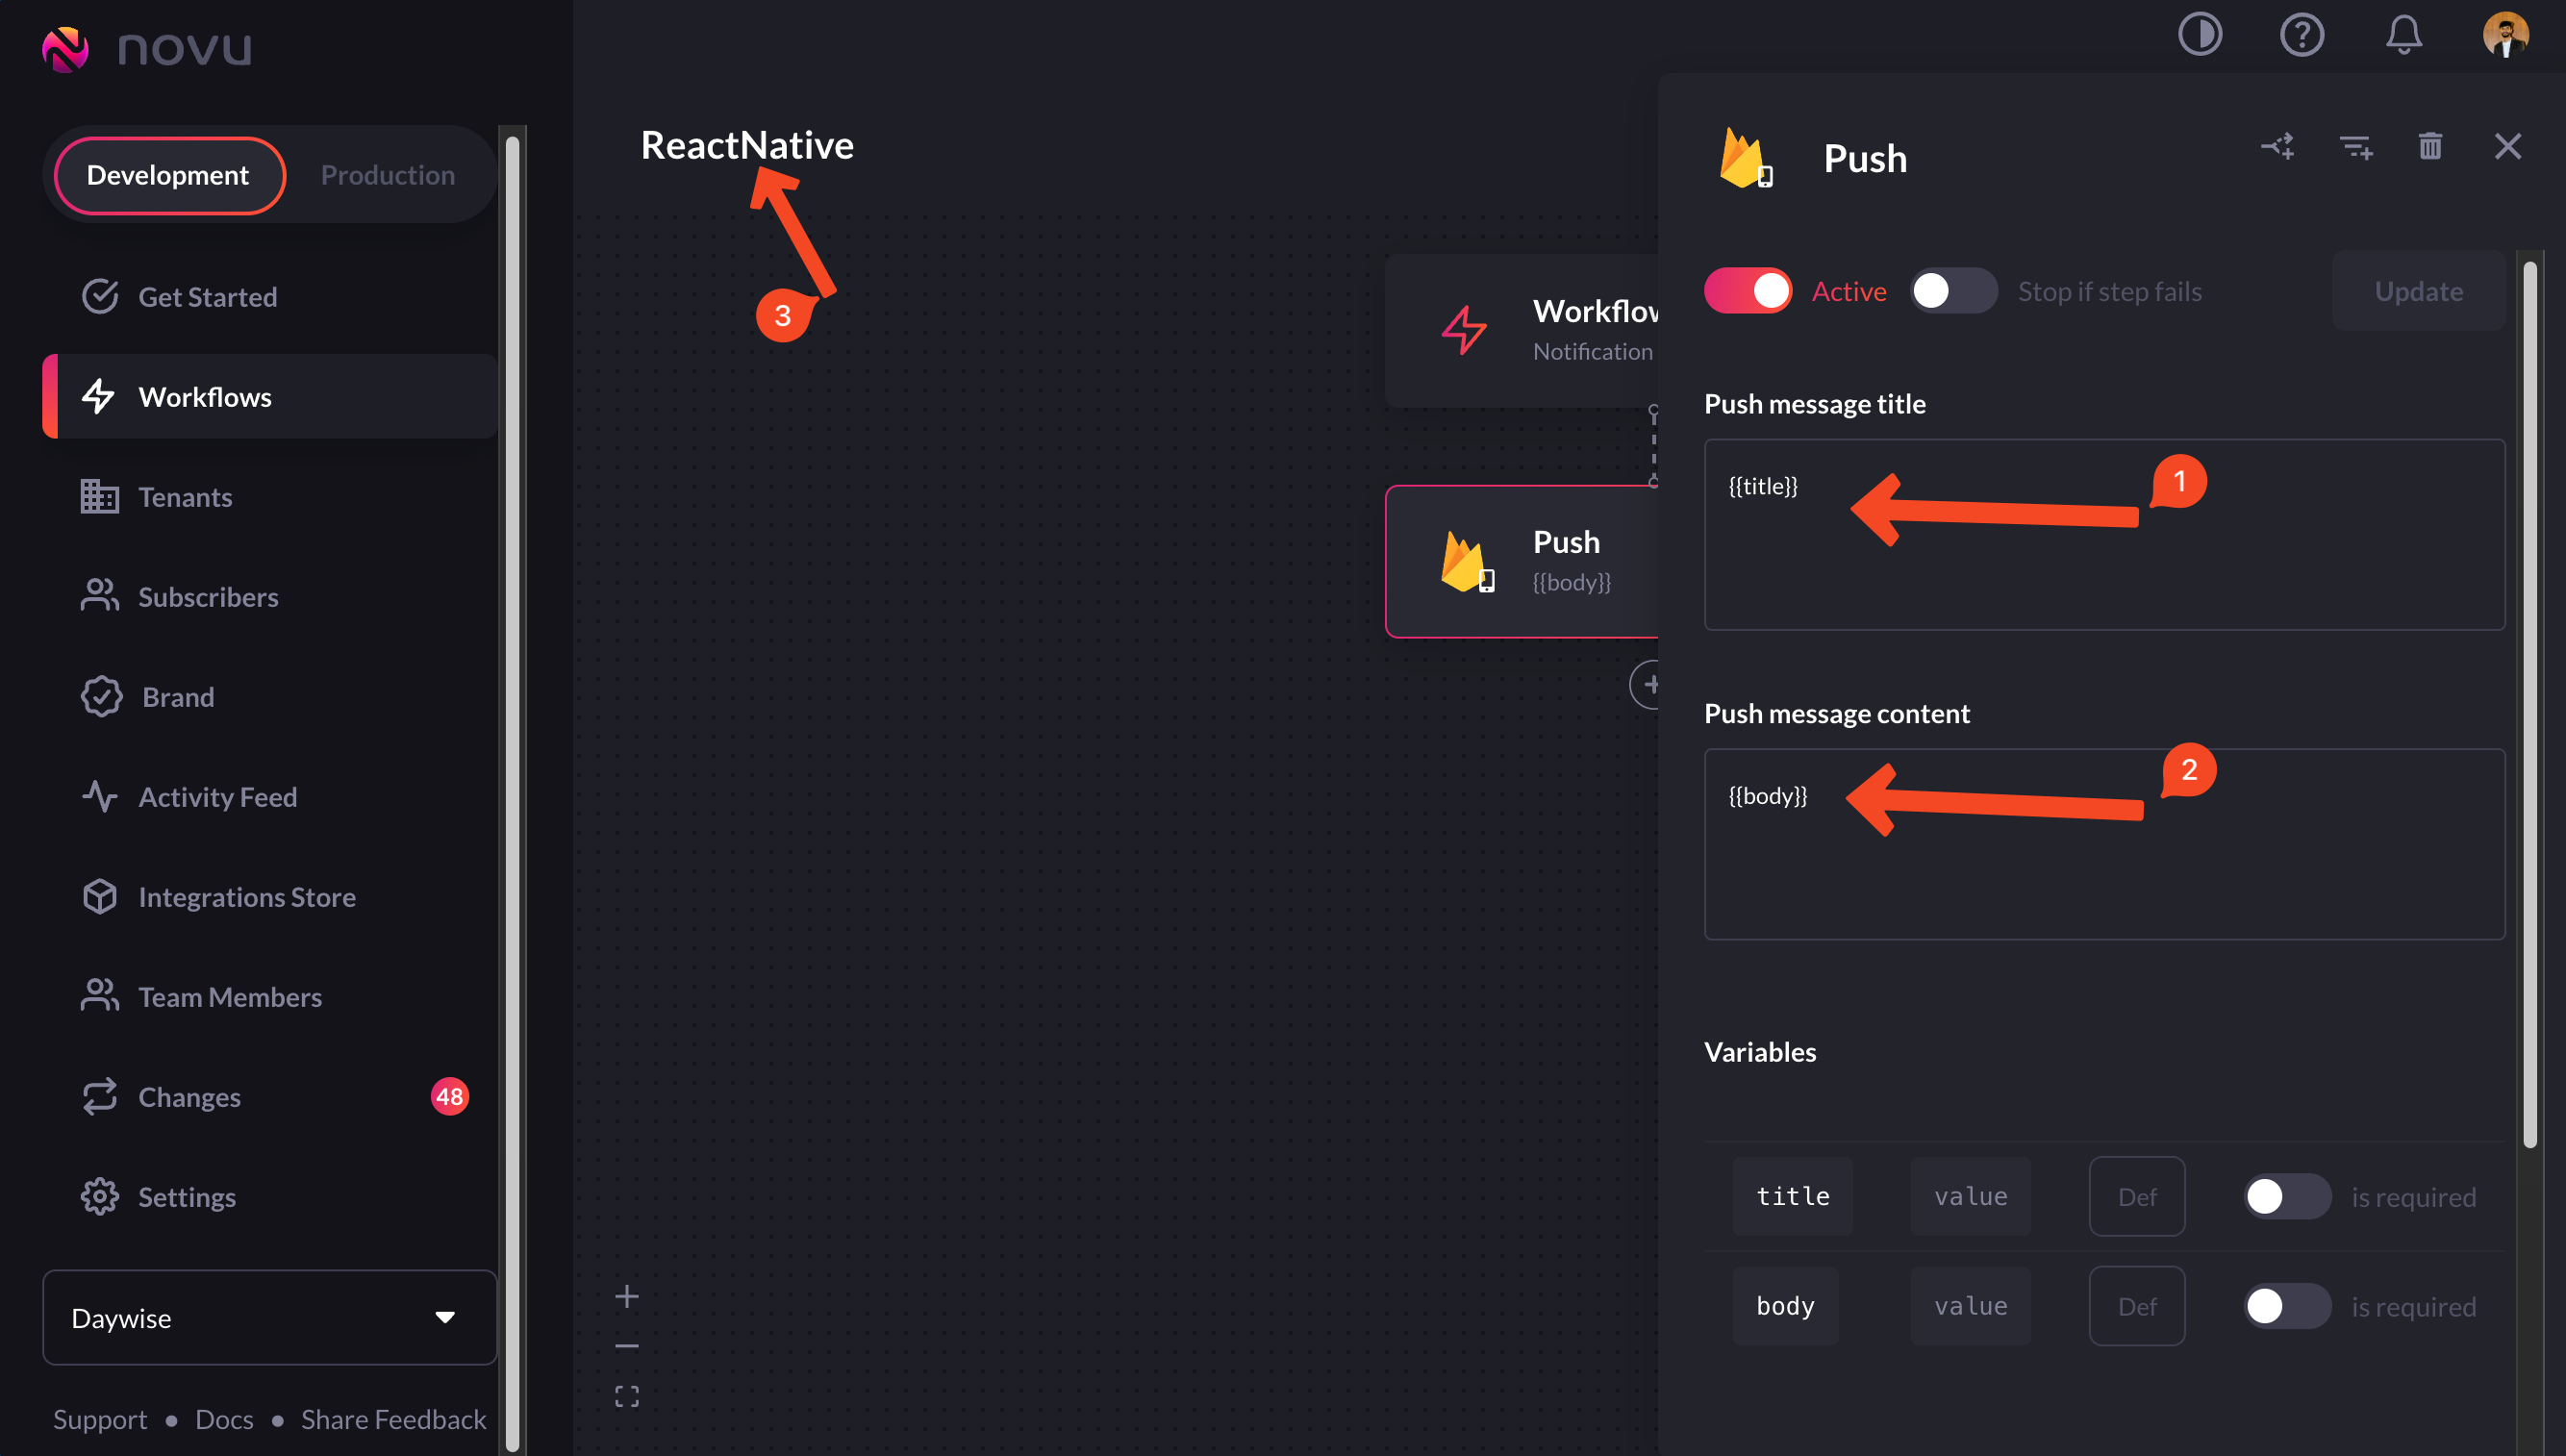 novu
Development
Production
Get Started
Workflows
Tenants
Subscribers
Brand
Activity Feed
Integrations Store
Team Members
Changes
48
Settings
Daywise
Support • Docs • Share Feedback
ReactNative
3
Workflow
Notification
Push
{{body}}
Push
Active
Stop if step fails
Update
Push message title
{{title}}
1
Push message content
{{body}}
2
Variables
title value Def is required
body value Def is required